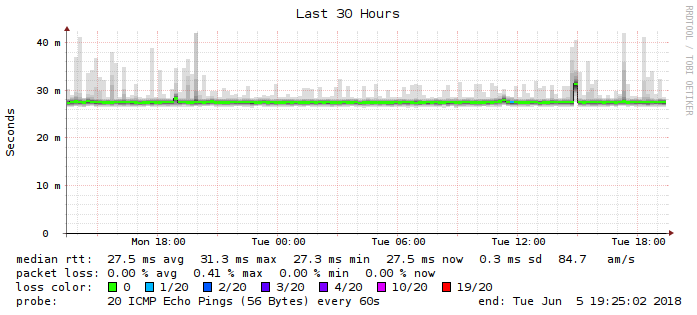 Last 30 Hours
RRDTOOL / TOBI OETIKER
Seconds
40 m
30 m
20 m
10 m
0
Mon 18:00 Tue 00:00 Tue 06:00 Tue 12:00 Tue 18:00
median rtt: 27.5 ms avg 31.3 ms max 27.3 ms min 27.5 ms now 0.3 ms sd 84.7 am/s
packet loss: 0.00 % avg 0.41 % max 0.00 % min 0.00 % now
loss color: 0 1/20 2/20 3/20 4/20 10/20 19/20
probe: 20 ICMP Echo Pings (56 Bytes) every 60s end: Tue Jun 5 19:25:02 2018